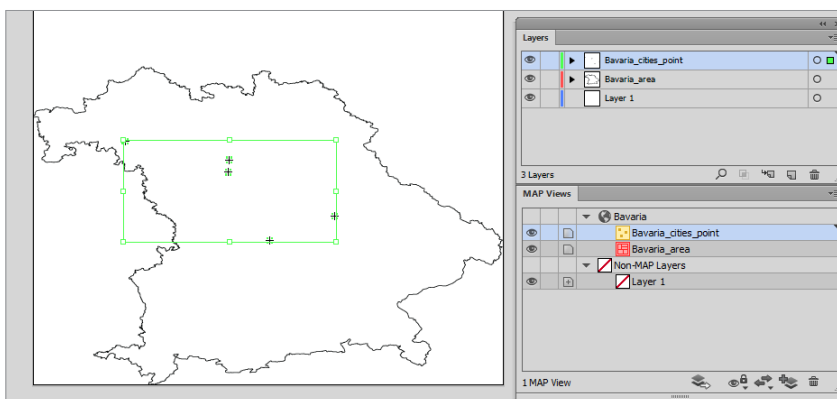 Layers
Bavaria_cities_point
Bavaria_area
Layer 1
3 Layers
MAP Views
Bavaria
Bavaria_cities_point
Bavaria_area
Non-MAP Layers
Layer 1
1 MAP View